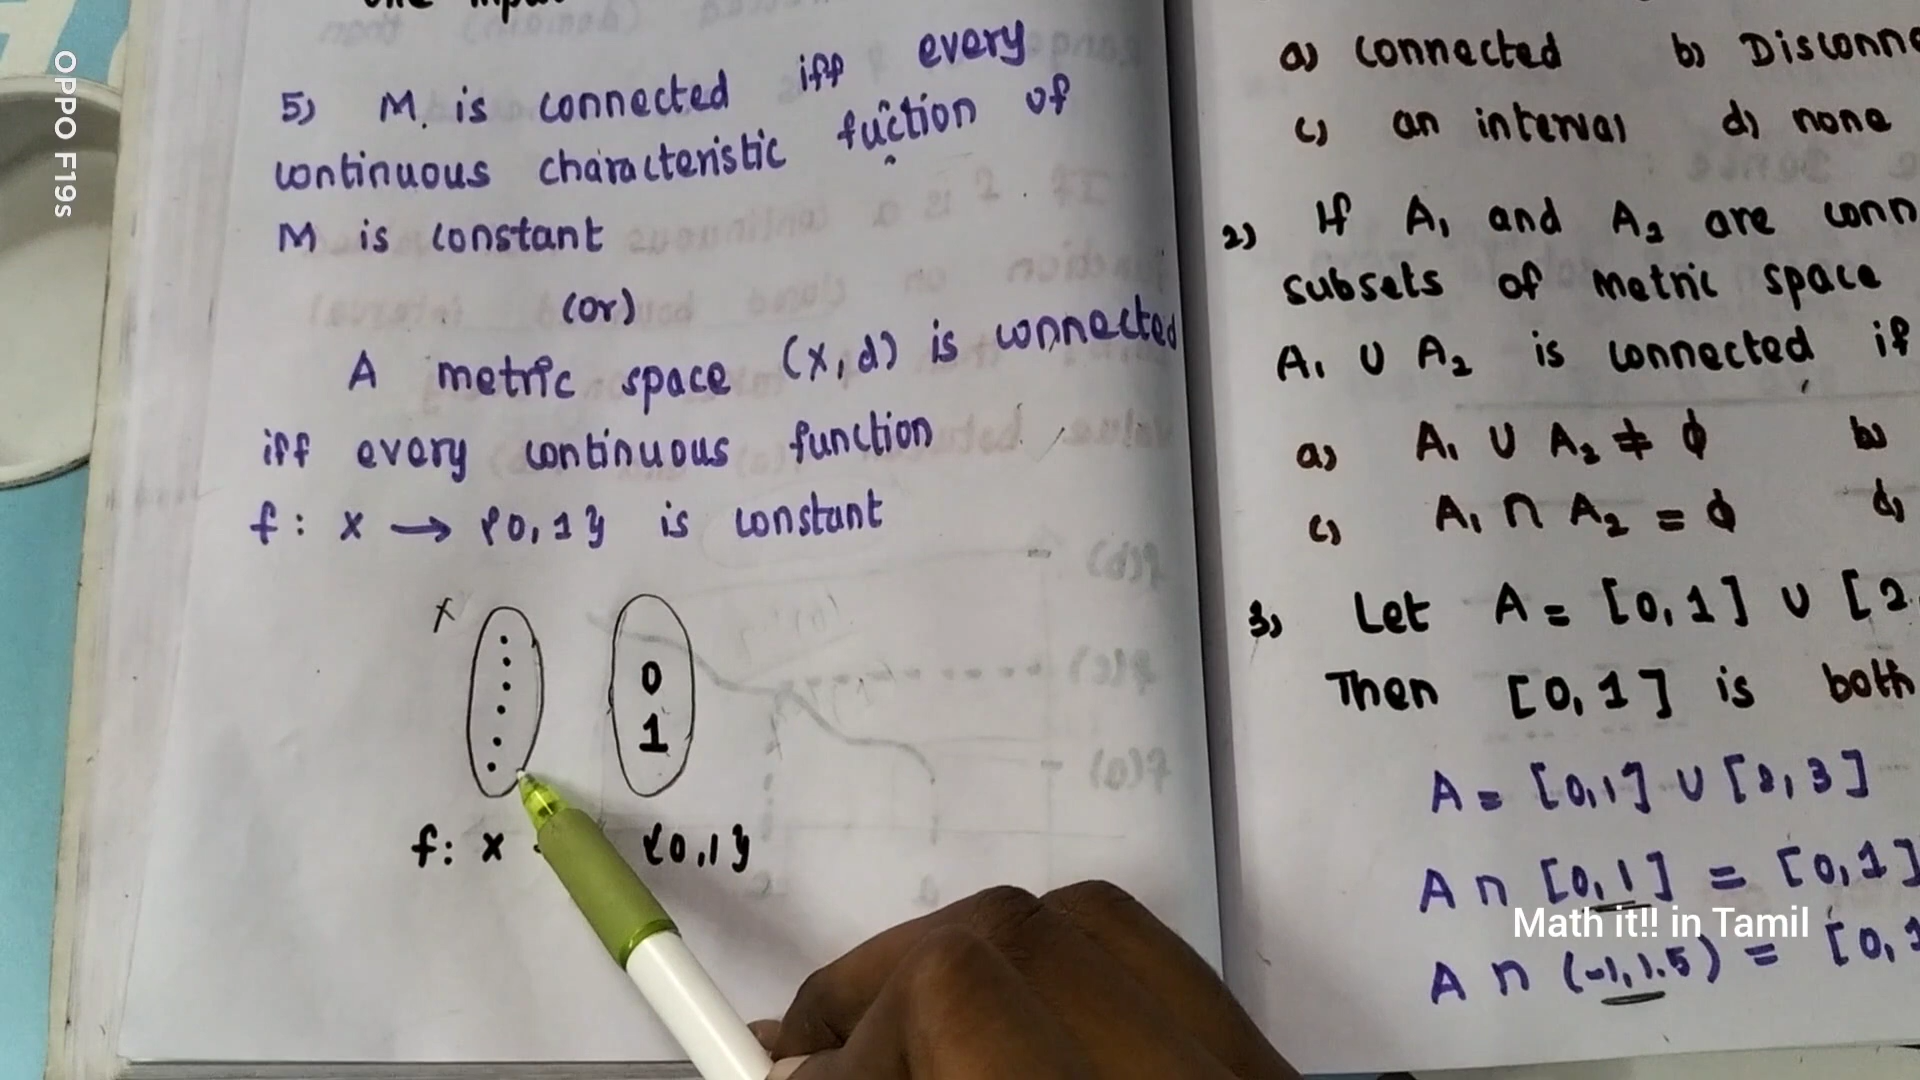 OPPO F19s
5) M is connected iff every
continuous characteristic fuction of
M is constant
(or)
A metric space (x, d) is connected
iff every continuous function
f : x → {0, 1} is constant
x
0
1
f: x {0,1}
a) connected b)
c) an interval d) none
2) If A₁ and A₂ are
subsets of metric space
A₁ ∪ A₂ is connected if
a) A₁ ∪ A₂ ≠ ϕ b)
c) A₁ ∩ A₂ = ϕ d)
3) Let A = [0, 1] ∪ [2
Then [0, 1] is both
A = [0,1] ∪ [2, 3]
A ∩ [0, 1] = [0, 1]
A ∩ (-1, 1.5) = [0,
Math it!! in Tamil